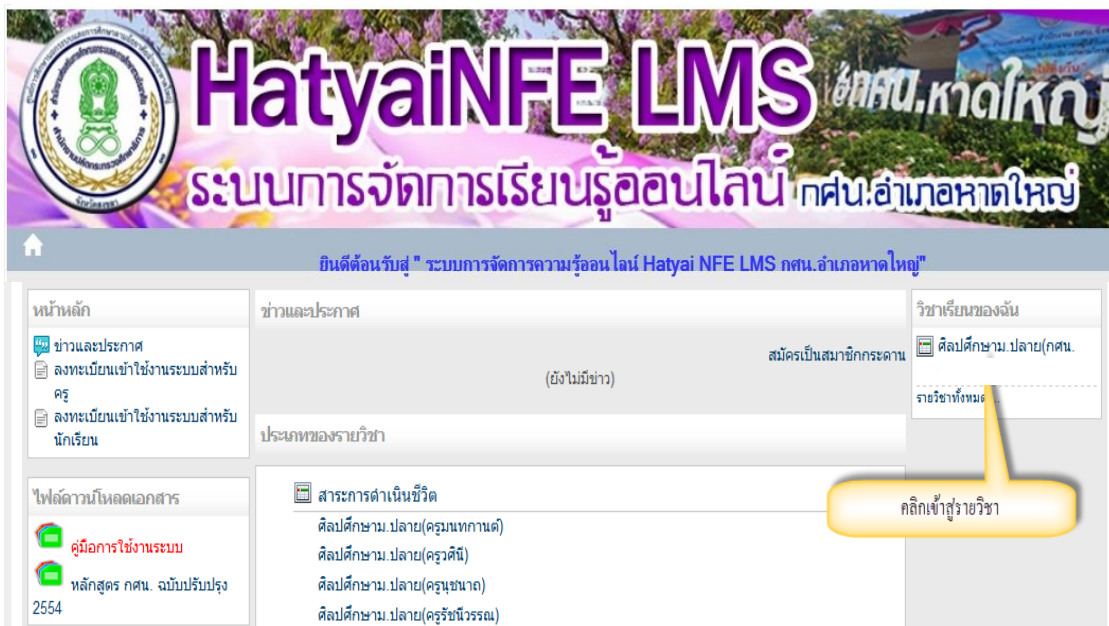 HatyaiNFE LMS
ระบบการจัดการเรียนรู้ออนไลน์ กศน.อำเภอหาดใหญ่
ยินดีต้อนรับสู่ " ระบบการจัดการความรู้ออนไลน์ Hatyai NFE LMS กศน.อำเภอหาดใหญ่"
หน้าหลัก
ข่าวและประกาศ
ลงทะเบียนเข้าใช้งานระบบสำหรับ
ครู
ลงทะเบียนเข้าใช้งานระบบสำหรับ
นักเรียน
ไฟล์ดาวน์โหลดเอกสาร
คู่มือการใช้งานระบบ
หลักสูตร กศน. ฉบับปรับปรุง
2554
ข่าวและประกาศ
สมัครเป็นสมาชิกกระดาน
(ยังไม่มีข่าว)
ประเภทของรายวิชา
สาระการดำเนินชีวิต
ศิลปศึกษาม.ปลาย(ครูมนทกานต์)
ศิลปศึกษาม.ปลาย(ครูวศินี)
ศิลปศึกษาม.ปลาย(ครูนุชนาถ)
ศิลปศึกษาม.ปลาย(ครูรัชนีวรรณ)
วิชาเรียนของฉัน
ศิลปศึกษาม.ปลาย(กศน.
รายวิชาทั้งหมด...
คลิกเข้าสู่รายวิชา